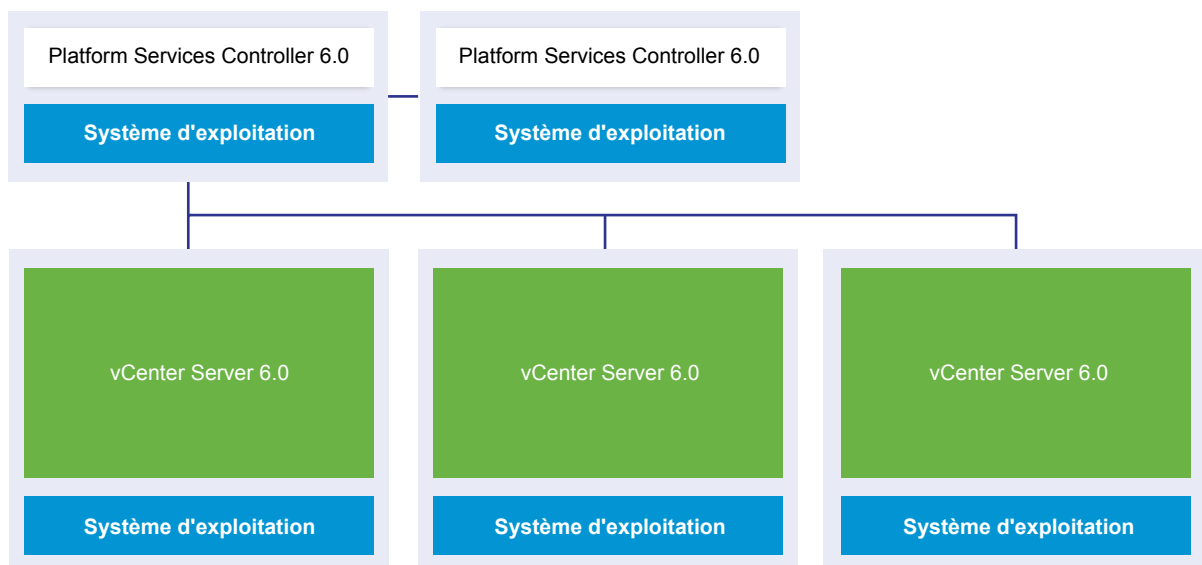 Platform Services Controller 6.0
Platform Services Controller 6.0
Système d'exploitation
Système d'exploitation
vCenter Server 6.0
vCenter Server 6.0
vCenter Server 6.0
Système d'exploitation
Système d'exploitation
Système d'exploitation